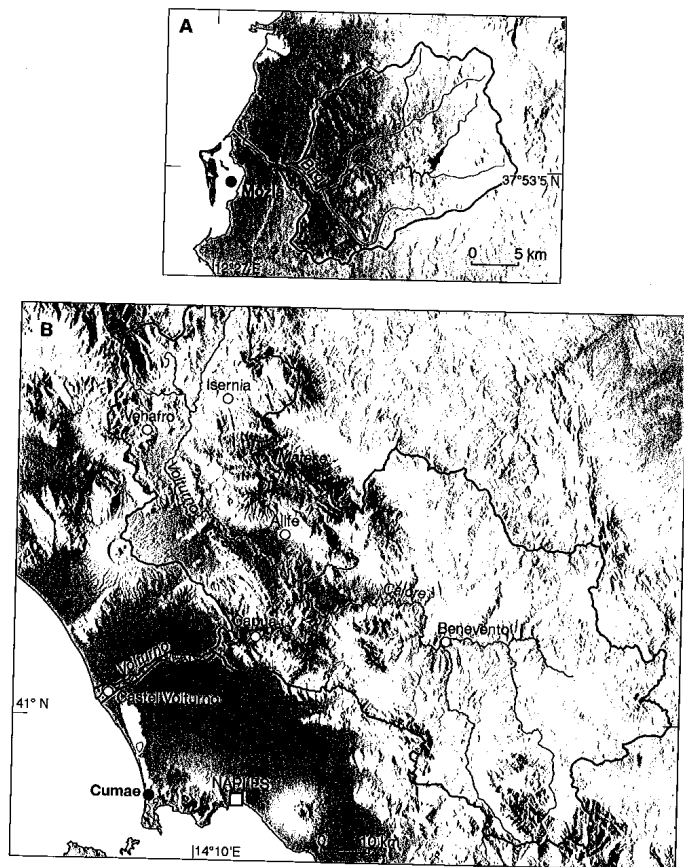 A
Mozia
37°53'5 N
0 5 km
B
Isernia
Venafro
Volturno
Alife
Calore
Capua
Benevento
Volturno
Castel Volturno
41° N
Cumae
NAPLES
14°10'E
10 km